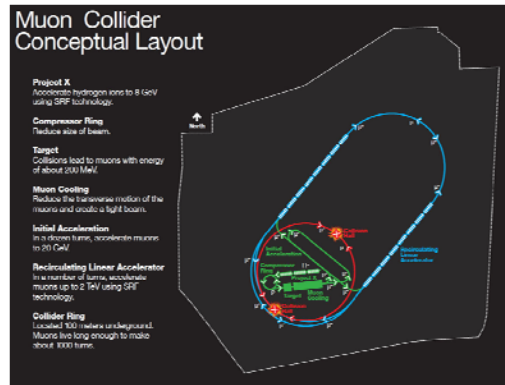 Muon Collider
Conceptual Layout
Project X
Accelerate hydrogen ions to 8 GeV
using SRF technology.
Compressor Ring
Reduce size of beam.
Target
Collisions lead to muons with energy
of about 200 MeV.
Muon Cooling
Reduce the transverse motion of the
muons and create a tight beam.
Initial Acceleration
In a dozen turns, accelerate muons
to 20 GeV.
Recirculating Linear Accelerator
In a number of turns, accelerate
muons up to 2 TeV using SRF
technology.
Collider Ring
Located 100 meters underground.
Muons live long enough to make
about 1000 turns.
North
Collision
Hall
Initial
Acceleration
Recirculating
Linear
Accelerator
Compressor
Ring
Project X
Target
Muon
Cooling
Collision
Hall